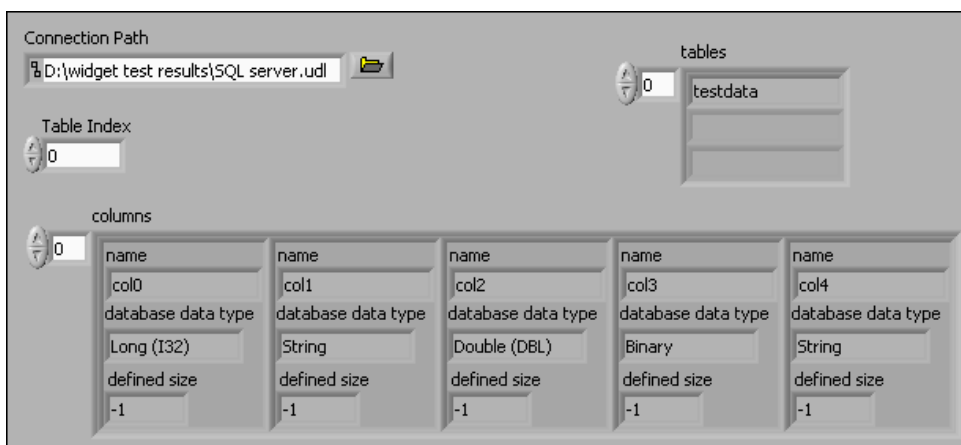 Connection Path
D:\widget test results\SQL server.udl
tables
0 testdata
Table Index
0
columns
0
name name name name name
col0 col1 col2 col3 col4
database data type database data type database data type database data type database data type
Long (I32) String Double (DBL) Binary String
defined size defined size defined size defined size defined size
-1 -1 -1 -1 -1